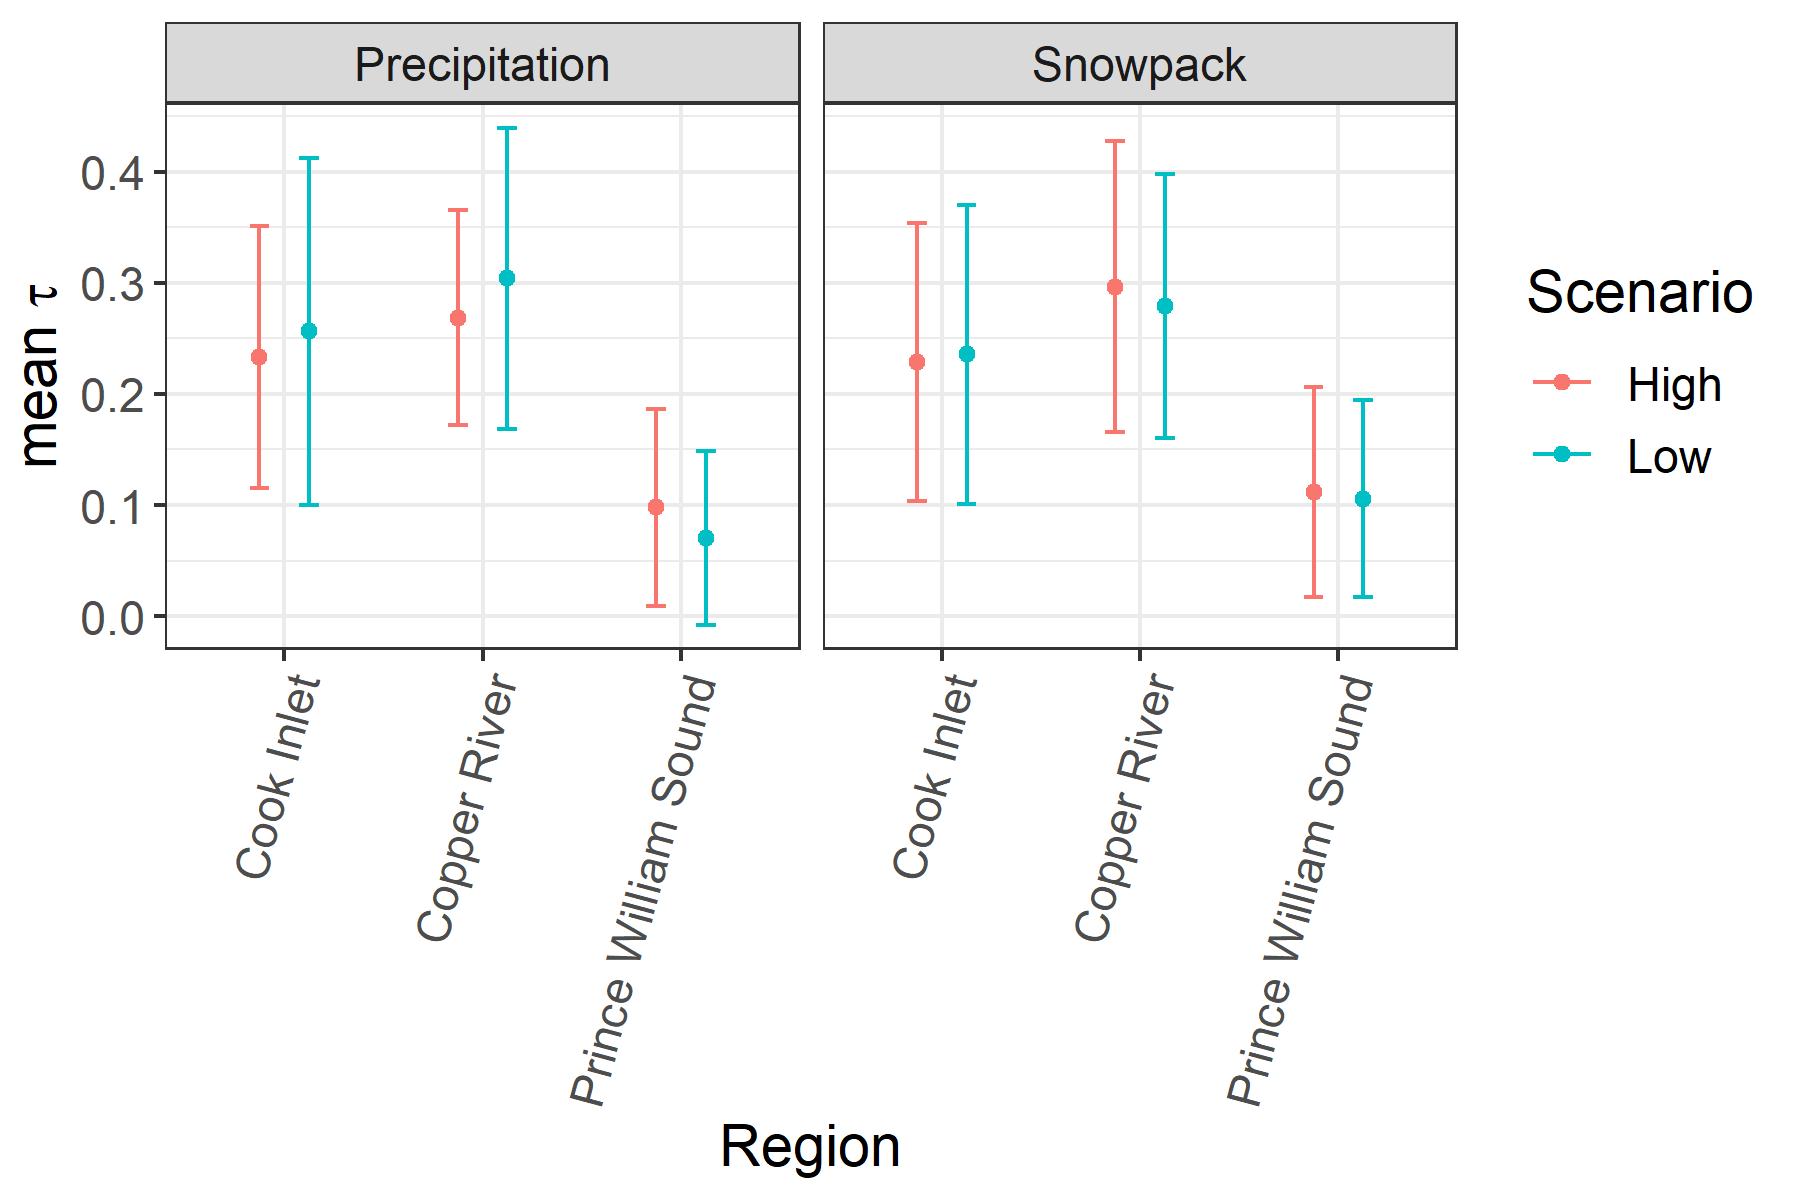 Precipitation
Snowpack
mean τ
0.4
0.3
0.2
0.1
0.0
Cook Inlet
Copper River
Prince William Sound
Cook Inlet
Copper River
Prince William Sound
Region
Scenario
High
Low